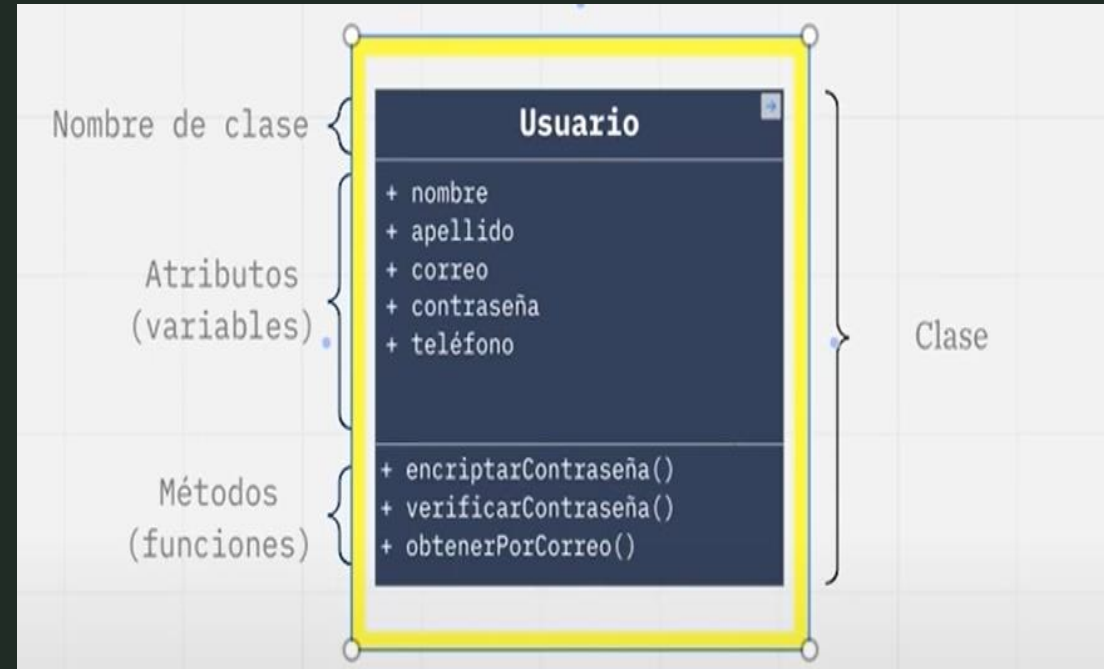 Nombre de clase
Usuario
+ nombre
+ apellido
+ correo
+ contraseña
+ teléfono
Atributos
(variables)
Clase
+ encriptarContraseña()
+ verificarContraseña()
+ obtenerPorCorreo()
Métodos
(funciones)